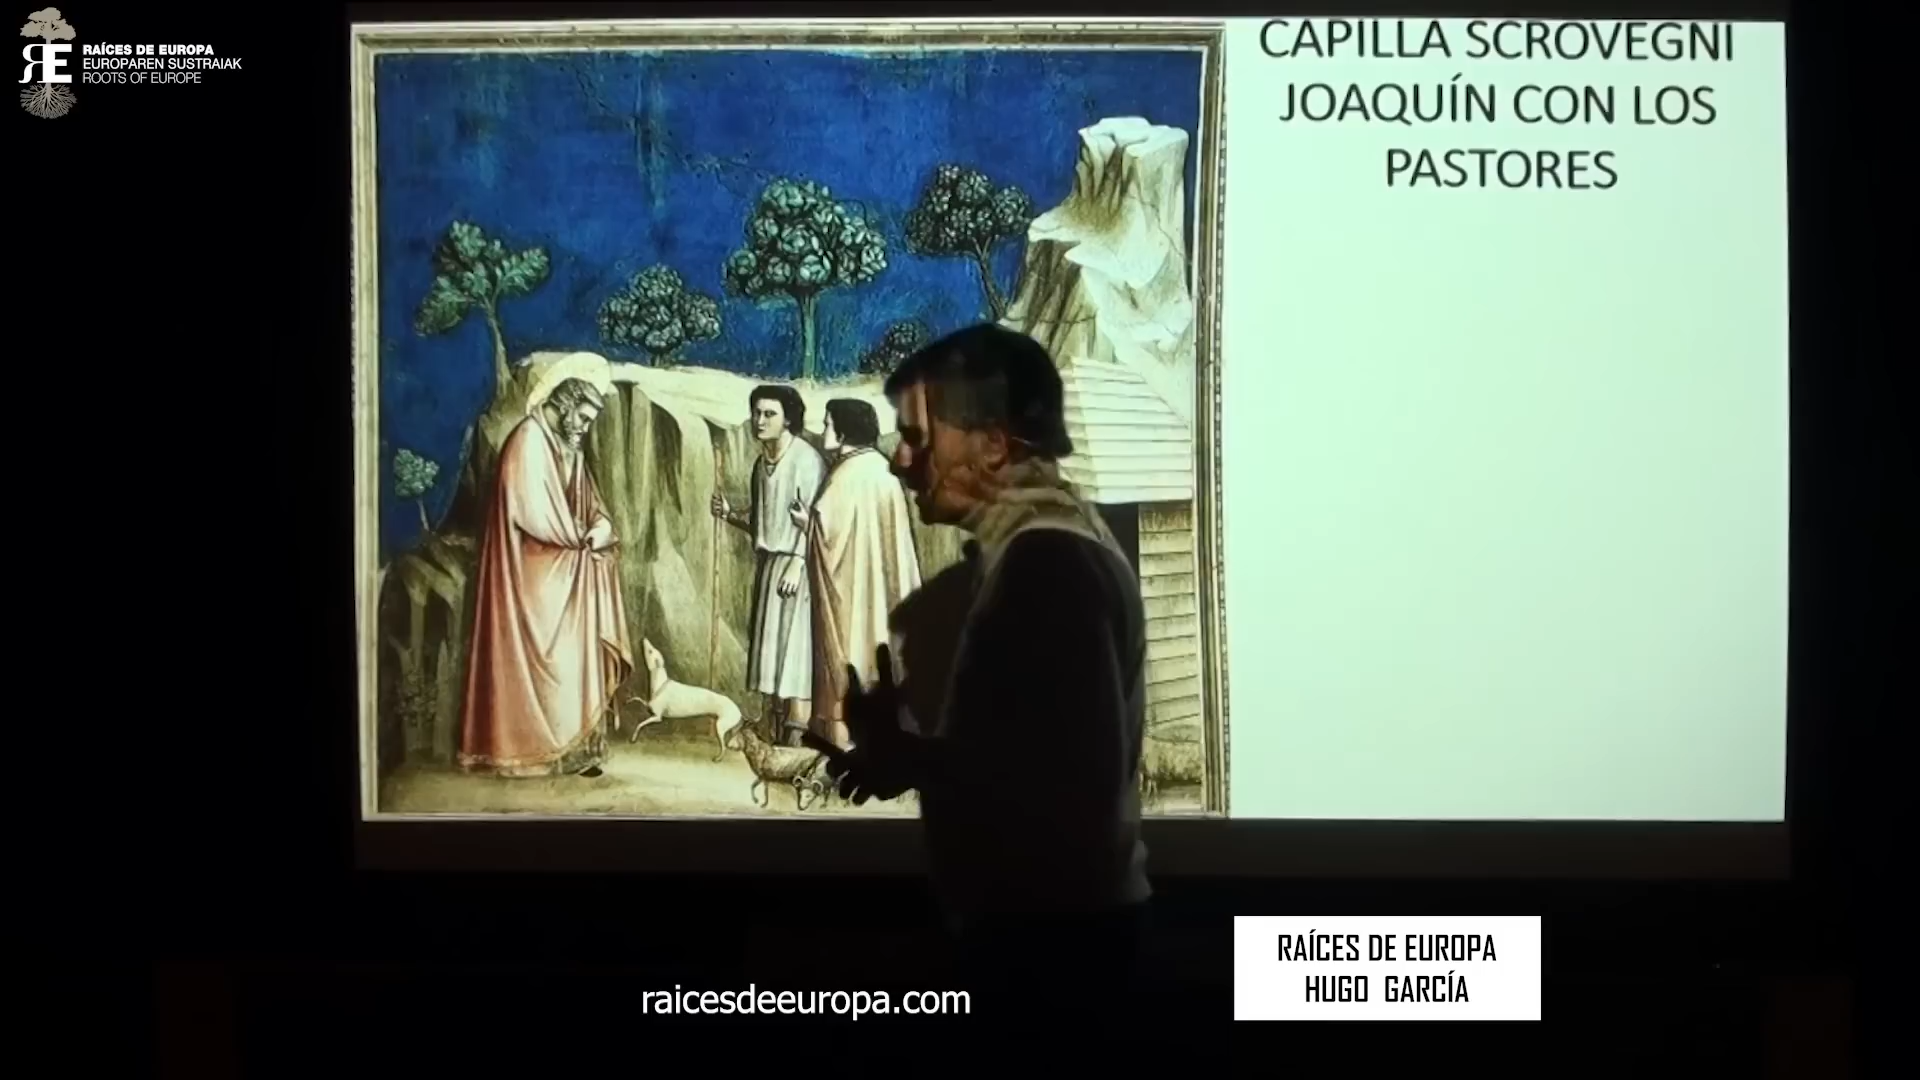 RAÍCES DE EUROPA
EUROPAREN SUSTRAIAK
ROOTS OF EUROPE
CAPILLA SCROVEGNI
JOAQUÍN CON LOS
PASTORES
RAÍCES DE EUROPA
HUGO GARCÍA
raicesdeeuropa.com